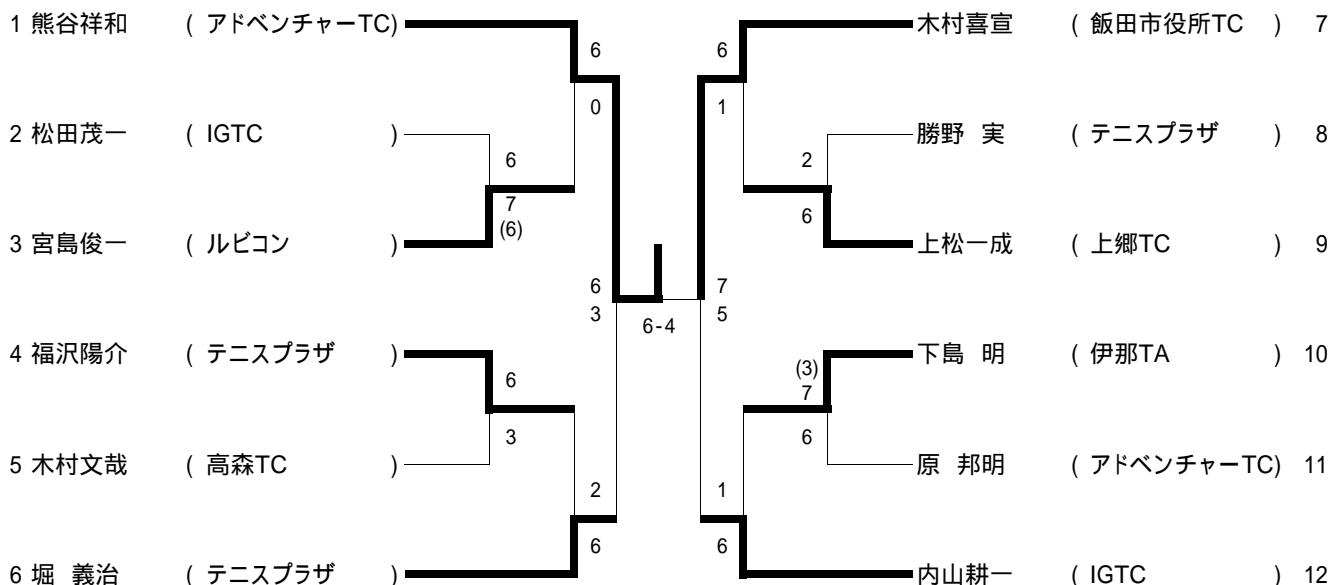 1 熊谷祥和 ( アドベンチャーTC) 木村喜宣 ( 飯田市役所TC ) 7
6 6
0 1
2 松田茂一 ( IGTC ) 勝野 実 ( テニスプラザ ) 8
6 2
7 6
(6)
3 宮島俊一 ( ルビコン ) 上松一成 ( 上郷TC ) 9
6 7
3 6-4 5
4 福沢陽介 ( テニスプラザ ) 下島 明 ( 伊那TA ) 10
6 (3)
7
3 6
5 木村文哉 ( 高森TC ) 原 邦明 ( アドベンチャーTC) 11
2 1
6 6
6 堀 義治 ( テニスプラザ ) 内山耕一 ( IGTC ) 12